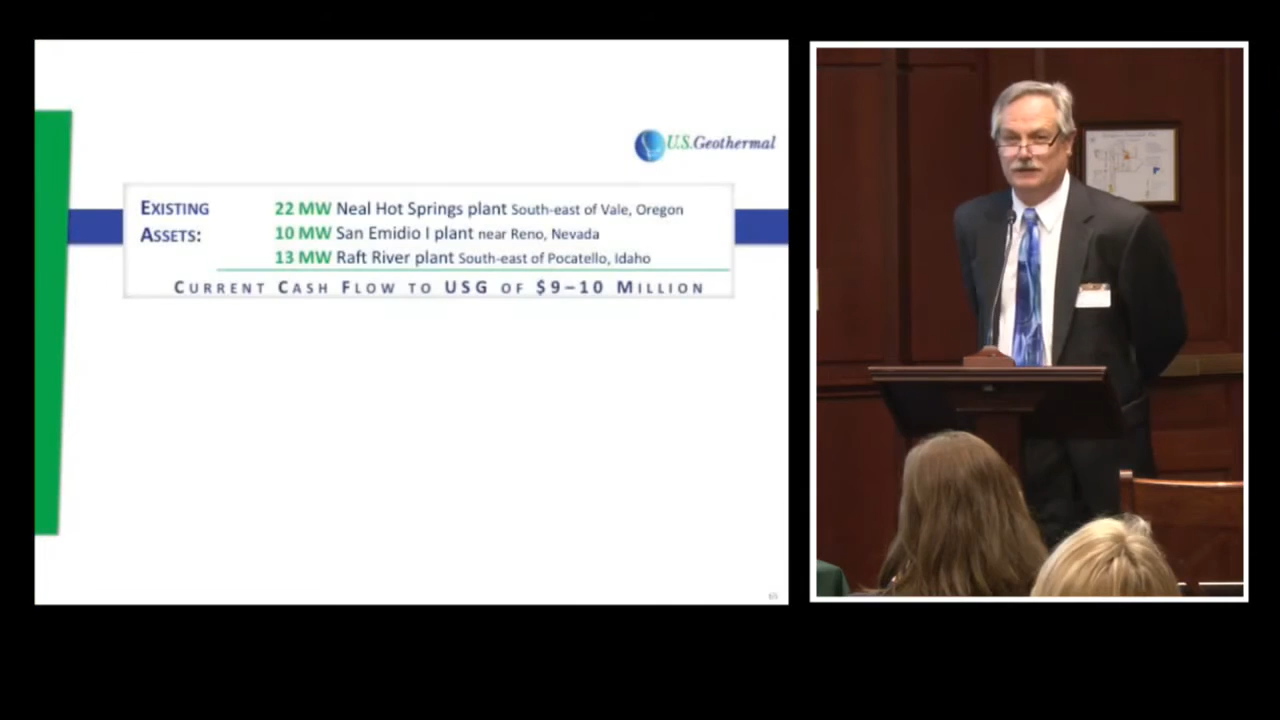 U.S.Geothermal
EXISTING
ASSETS:
22 MW Neal Hot Springs plant South-east of Vale, Oregon
10 MW San Emidio I plant near Reno, Nevada
13 MW Raft River plant South-east of Pocatello, Idaho
CURRENT CASH FLOW TO USG OF $9–10 MILLION